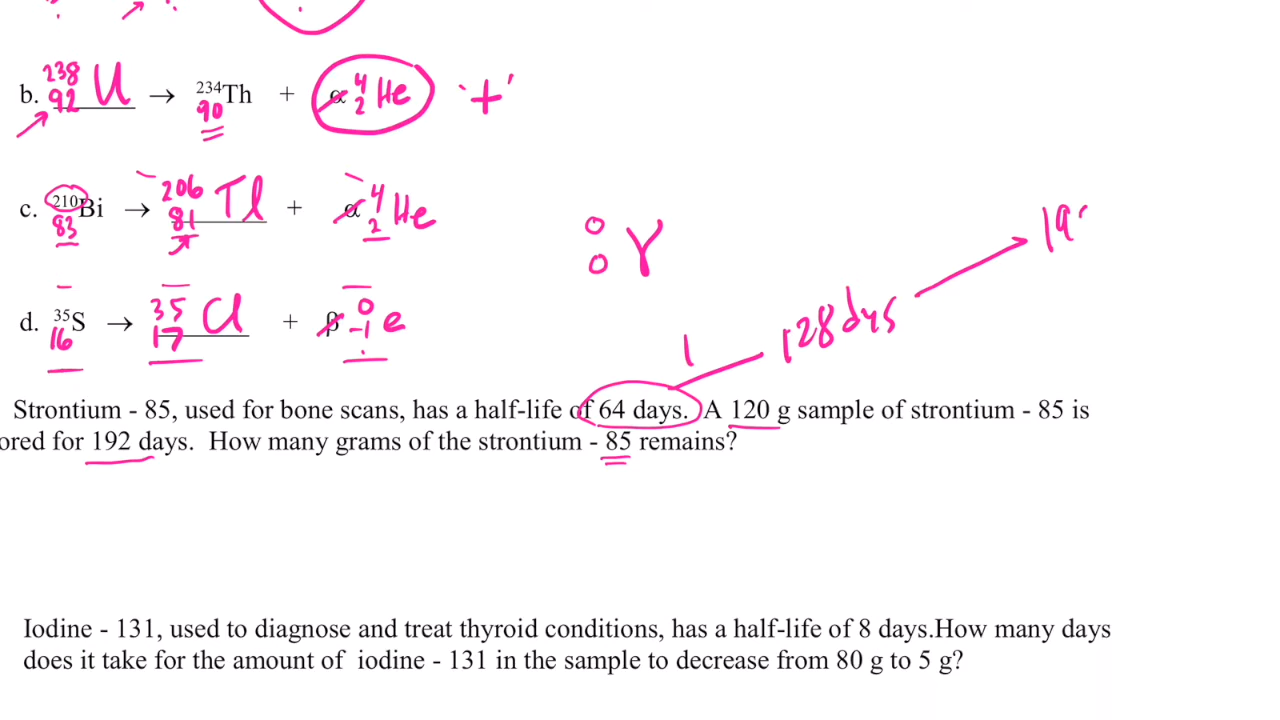 b. 238 92 U → 234 90 Th + α 4 2 He +
c. 210 83 Bi → 206 81 Tl + α 4 2 He
0 0 γ
d. 35 16 S → 35 17 Cl + β 0 -1 e
1 128 days
Strontium - 85, used for bone scans, has a half-life of 64 days. A 120 g sample of strontium - 85 is
ored for 192 days. How many grams of the strontium - 85 remains?
Iodine - 131, used to diagnose and treat thyroid conditions, has a half-life of 8 days.How many days
does it take for the amount of iodine - 131 in the sample to decrease from 80 g to 5 g?